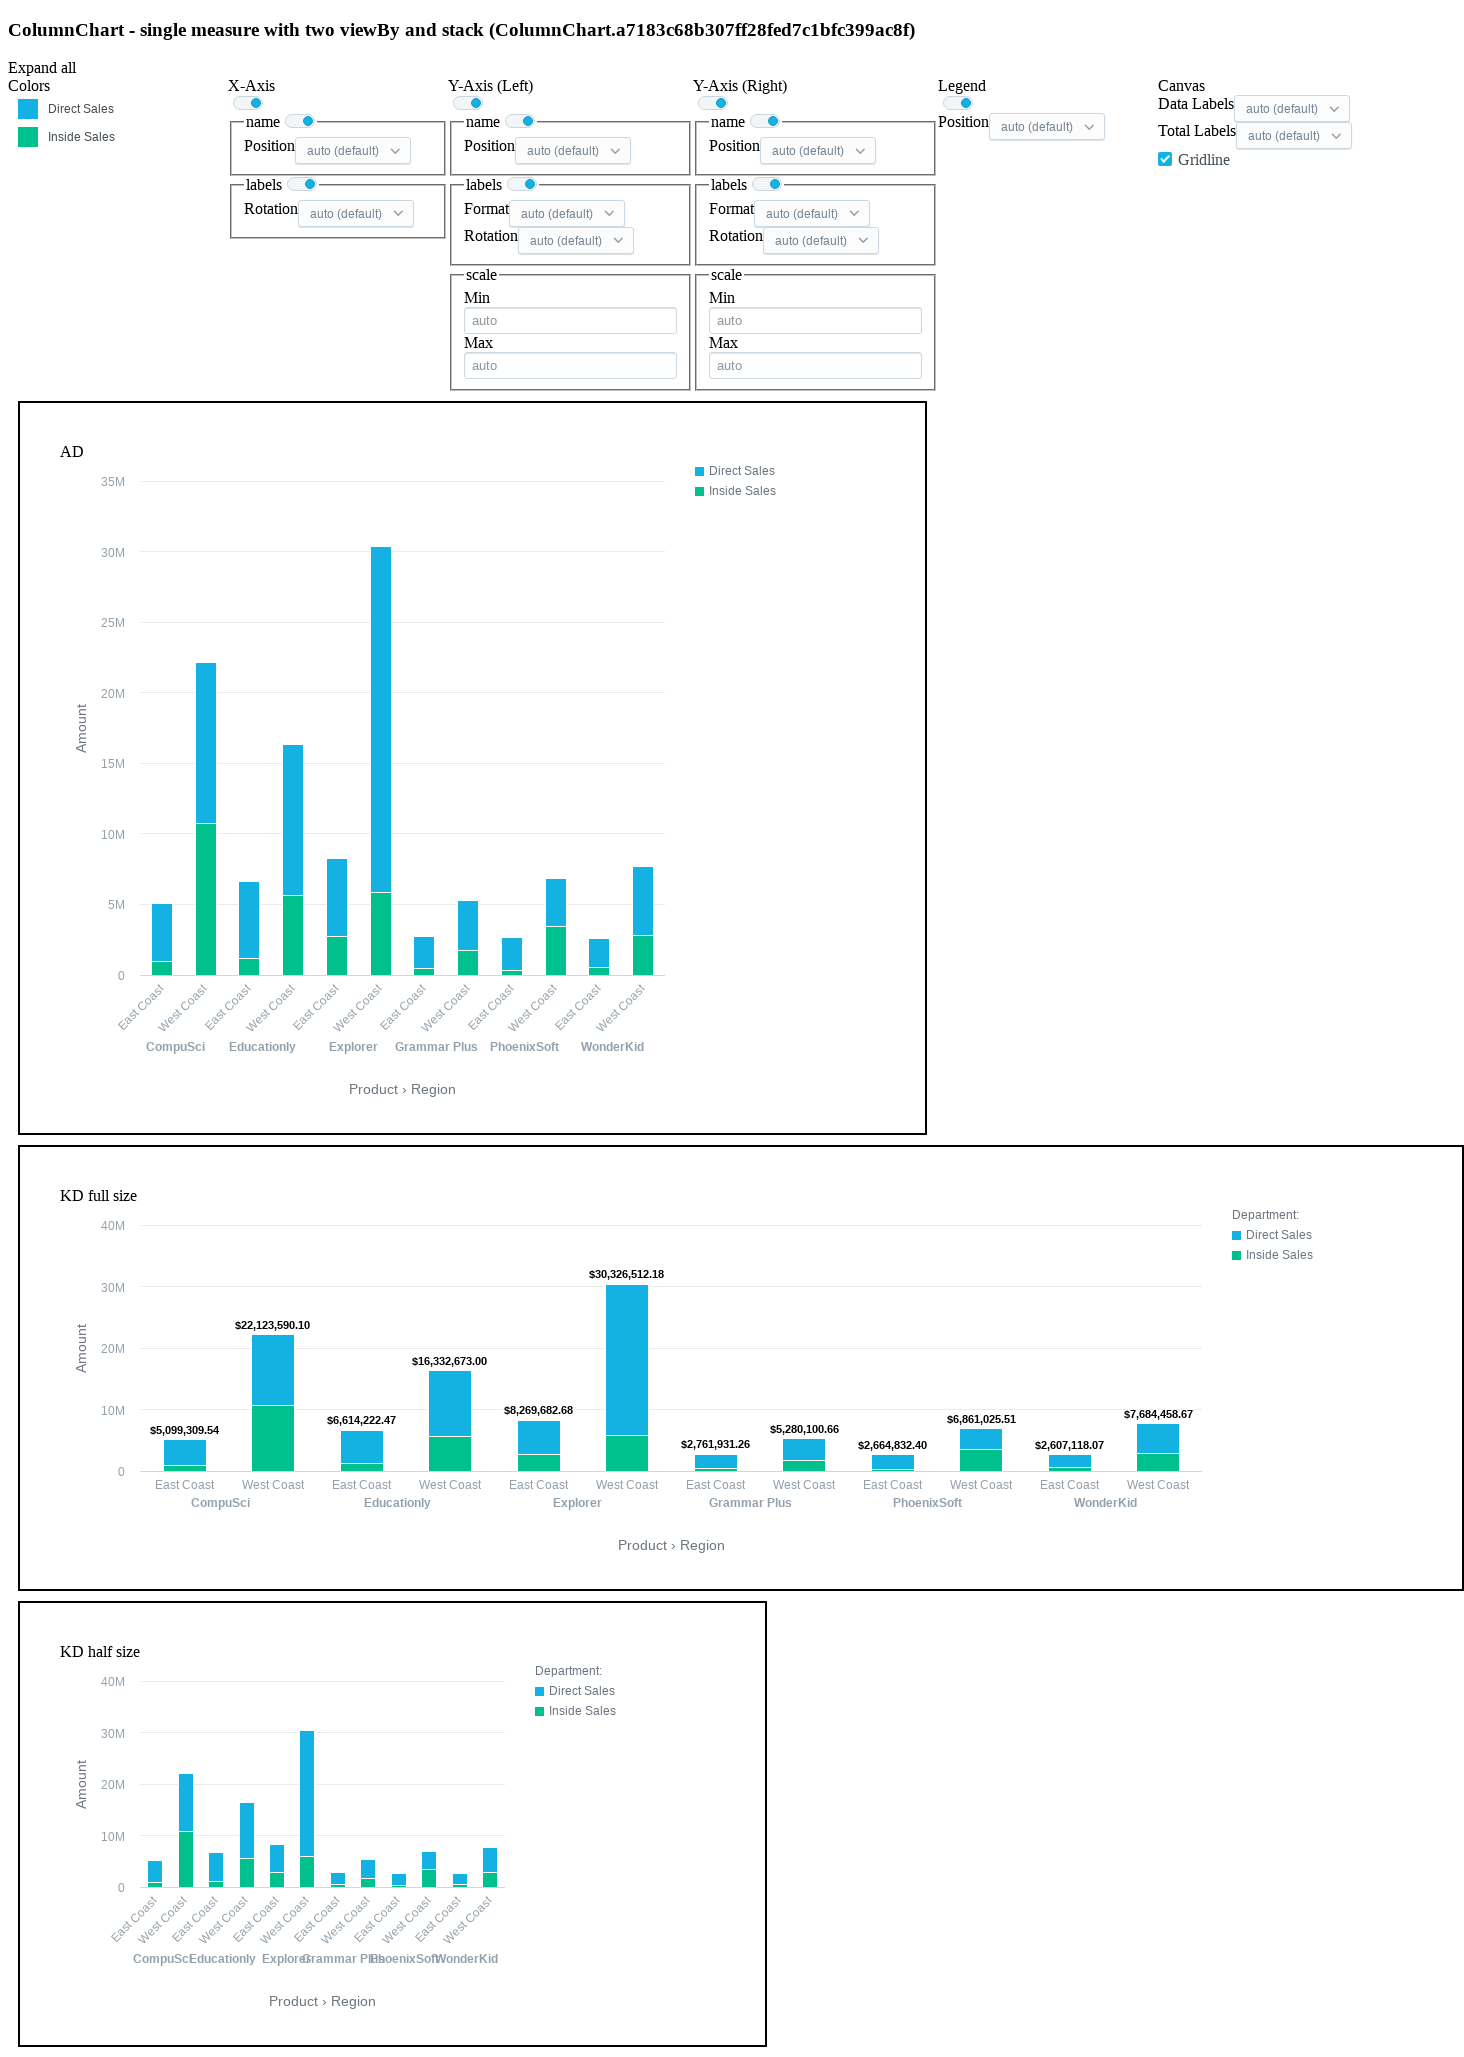 ColumnChart - single measure with two viewBy and stack (ColumnChart.a7183c68b307ff28fed7c1bfc399ac8f)
Expand all
Colors
Direct Sales
Inside Sales
X-Axis
name
Position auto (default)
labels
Rotation auto (default)
Y-Axis (Left)
name
Position auto (default)
labels
Format auto (default)
Rotation auto (default)
scale
Min
auto
Max
auto
Y-Axis (Right)
name
Position auto (default)
labels
Format auto (default)
Rotation auto (default)
scale
Min
auto
Max
auto
Legend
Position auto (default)
Canvas
Data Labels auto (default)
Total Labels auto (default)
Gridline
AD
Direct Sales
Inside Sales
35M
30M
25M
20M
15M
10M
5M
0
Amount
East Coast West Coast East Coast West Coast East Coast West Coast East Coast West Coast East Coast West Coast East Coast West Coast
CompuSci Educationly Explorer Grammar Plus PhoenixSoft WonderKid
Product › Region
KD full size
Department:
Direct Sales
Inside Sales
40M
30M
20M
10M
0
Amount
$5,099,309.54 $22,123,590.10 $6,614,222.47 $16,332,673.00 $8,269,682.68 $30,326,512.18 $2,761,931.26 $5,280,100.66 $2,664,832.40 $6,861,025.51 $2,607,118.07 $7,684,458.67
East Coast West Coast East Coast West Coast East Coast West Coast East Coast West Coast East Coast West Coast East Coast West Coast
CompuSci Educationly Explorer Grammar Plus PhoenixSoft WonderKid
Product › Region
KD half size
Department:
Direct Sales
Inside Sales
40M
30M
20M
10M
0
Amount
East Coast West Coast East Coast West Coast East Coast West Coast East Coast West Coast East Coast West Coast East Coast West Coast
CompuSci Educationly Explorer Grammar Plus PhoenixSoft WonderKid
Product › Region